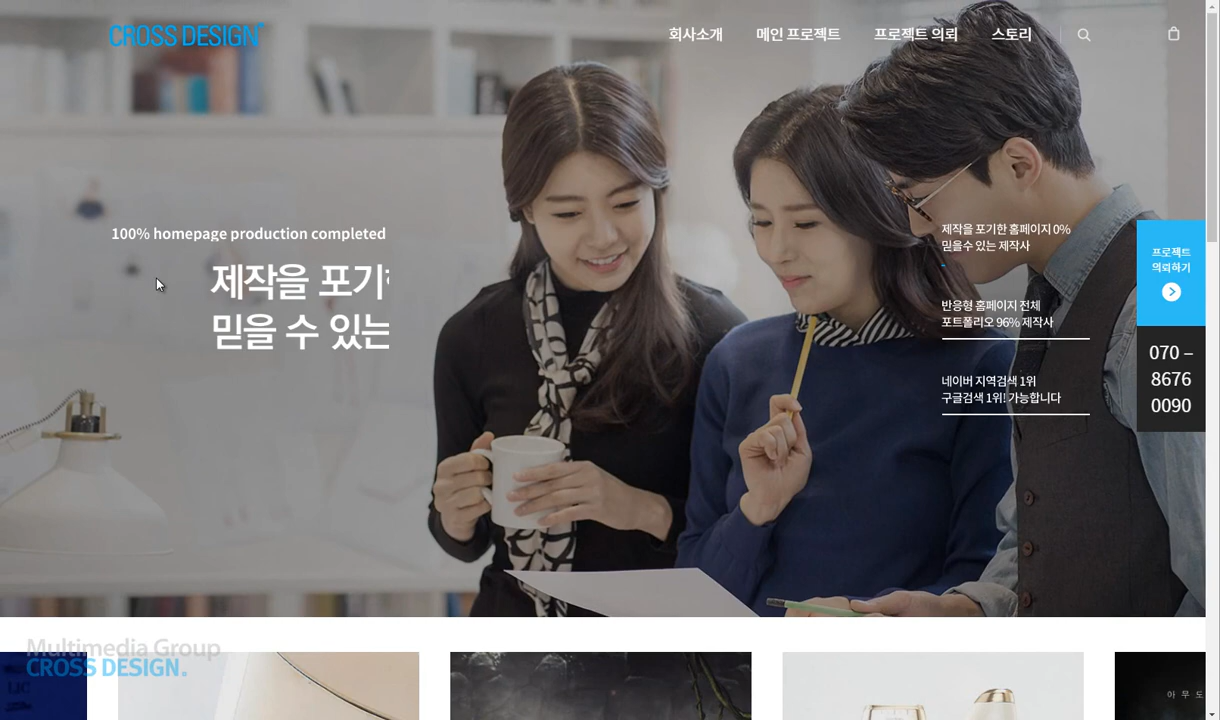 CROSS DESIGN
회사소개
메인 프로젝트
프로젝트 의뢰
스토리
100% homepage production completed
제작을 포기
믿을 수 있는
제작을 포기한 홈페이지 0%
믿을수 있는 제작사
반응형 홈페이지 전체
포트폴리오 96% 제작사
네이버 지역검색 1위
구글검색 1위! 가능합니다
프로젝트
의뢰하기
070 –
8676
0090
Multimedia Group
CROSS DESIGN.
아 무 도